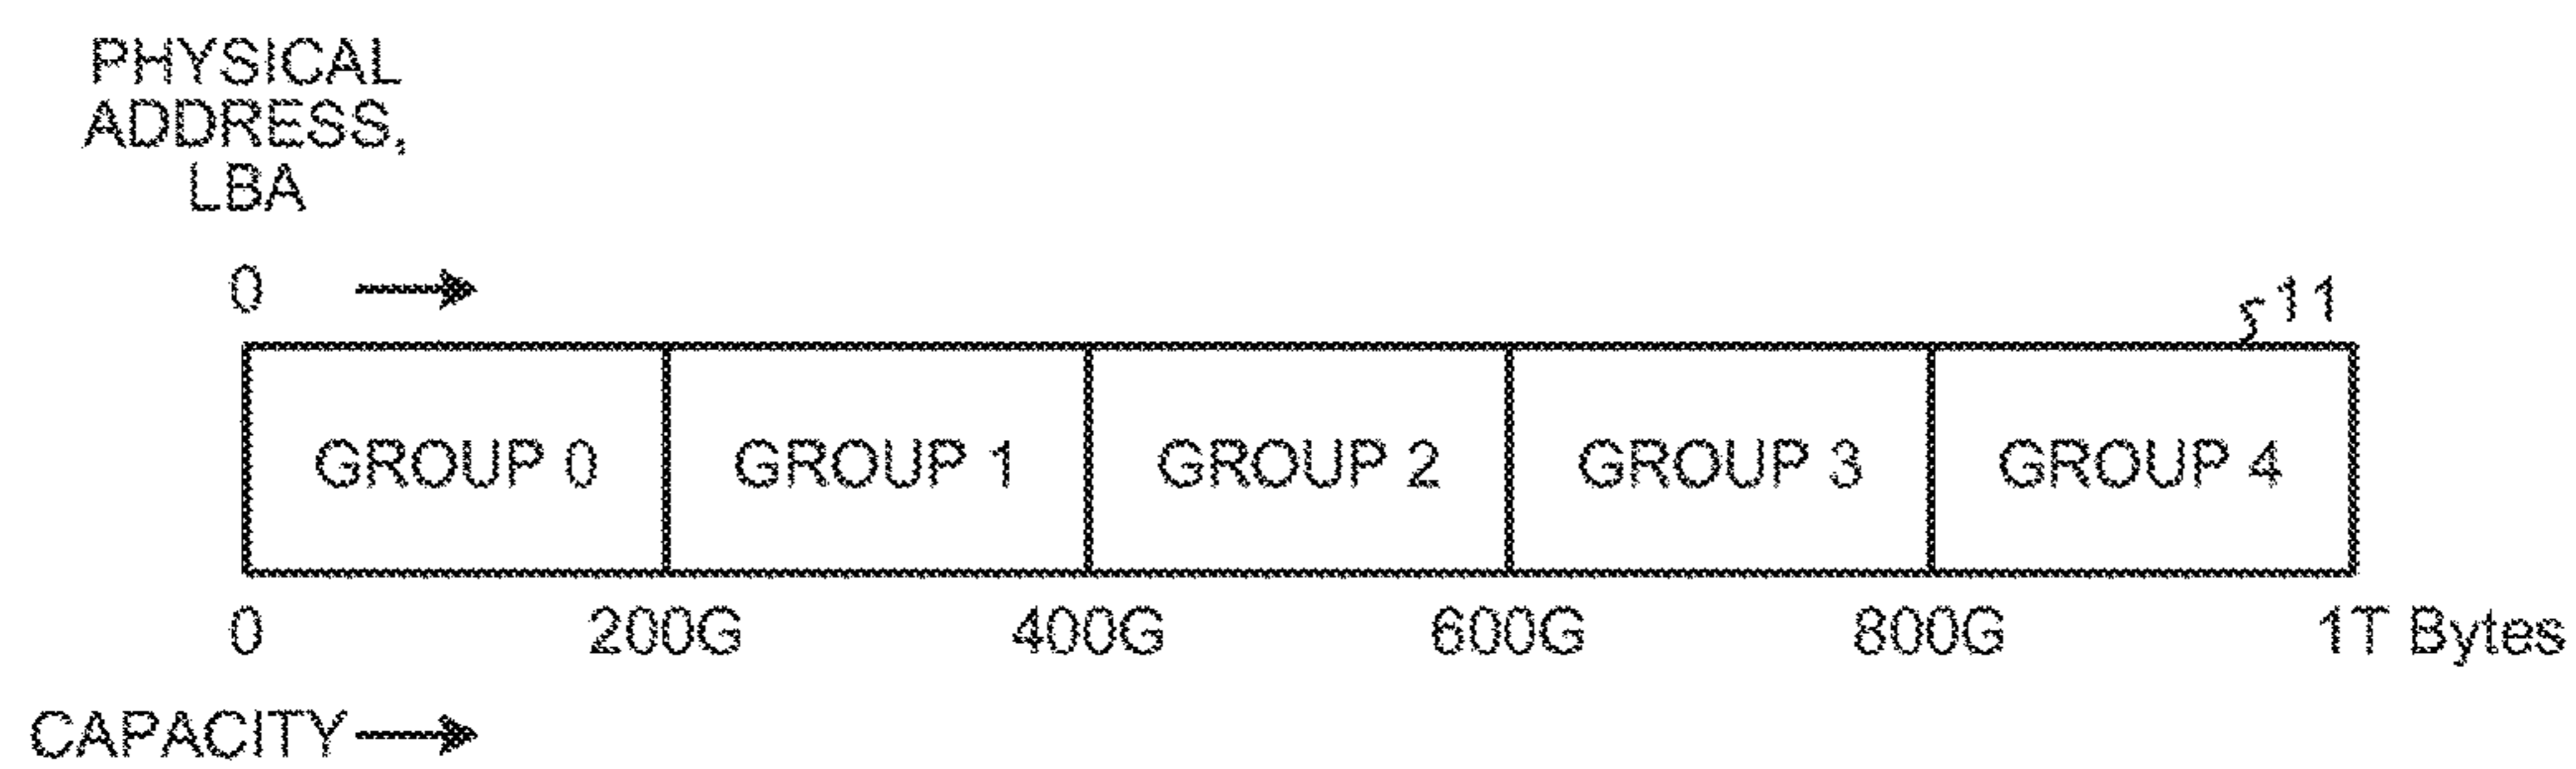 PHYSICAL
ADDRESS,
LBA
0
11
GROUP 0 GROUP 1 GROUP 2 GROUP 3 GROUP 4
0 200G 400G 600G 800G 1T Bytes
CAPACITY